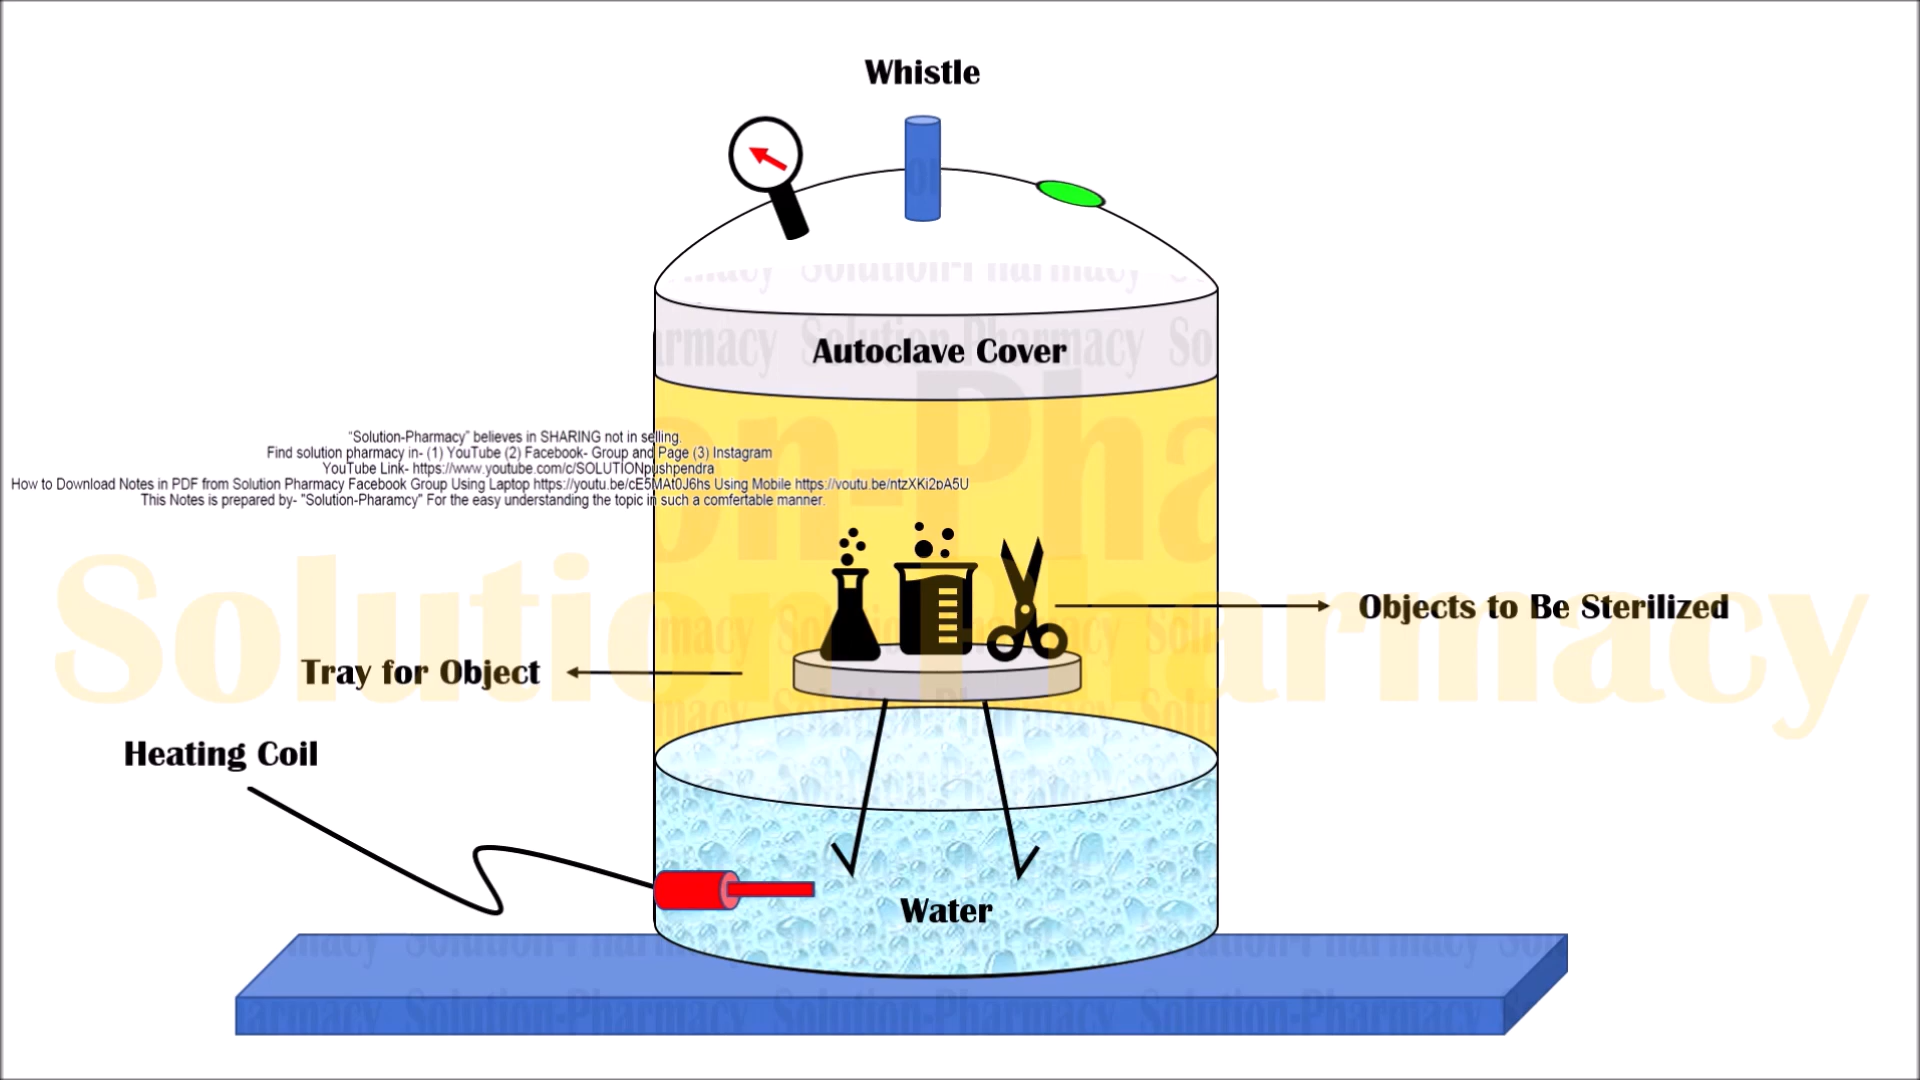 Whistle
Autoclave Cover
"Solution-Pharmacy" believes in SHARING not in selling.
Find solution pharmacy in- (1) YouTube (2) Facebook- Group and Page (3) Instagram
YouTube Link- https://www.youtube.com/c/SOLUTIONpushpendra
How to Download Notes in PDF from Solution Pharmacy Facebook Group Using Laptop https://youtu.be/cE5MAt0J6hs Using Mobile https://youtu.be/ntzXKi2bA5U
This Notes is prepared by- "Solution-Pharamcy" For the easy understanding the topic in such a comfertable manner.
Objects to Be Sterilized
Solution-Pharmacy
Tray for Object
Heating Coil
Water